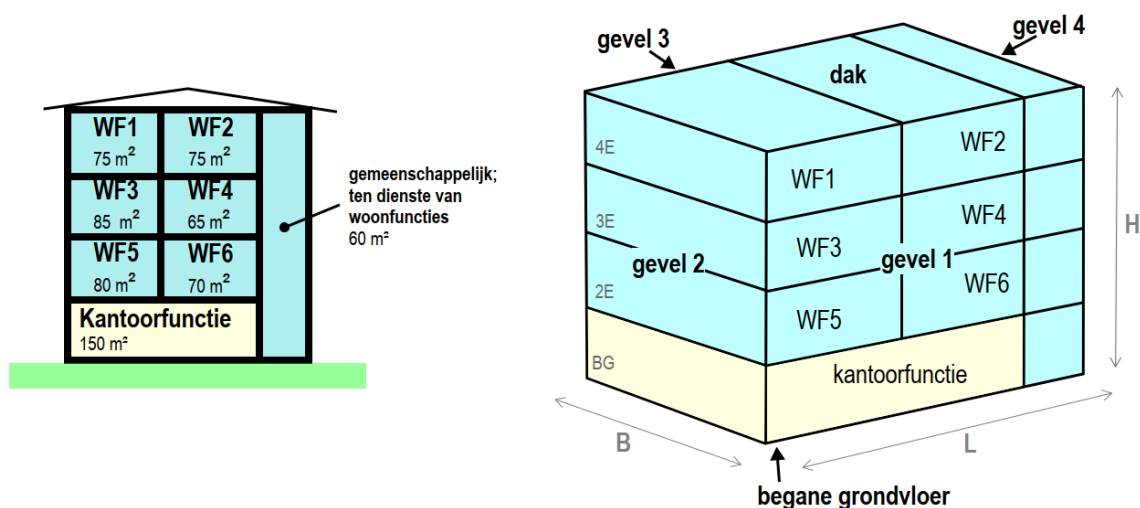 WF1
75 m²
WF2
75 m²
WF3
85 m²
WF4
65 m²
WF5
80 m²
WF6
70 m²
Kantoorfunctie
150 m²
gemeenschappelijk;
ten dienste van
woonfuncties
60 m²
gevel 3
gevel 4
dak
4E
WF1
WF2
3E
WF3
WF4
gevel 2
gevel 1
2E
WF5
WF6
BG
kantoorfunctie
H
B
L
begane grondvloer